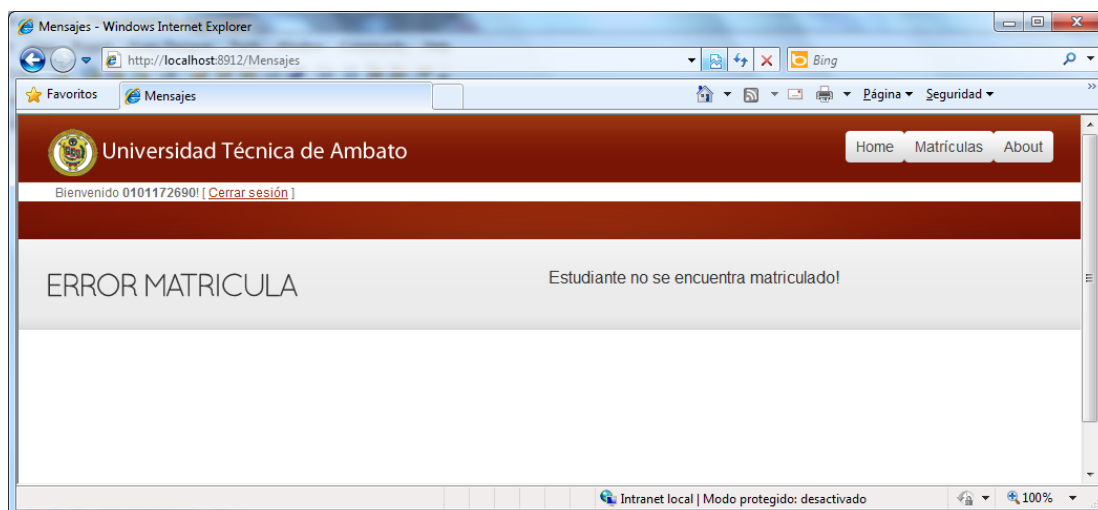 Mensajes - Windows Internet Explorer
http://localhost:8912/Mensajes
Bing
Favoritos
Mensajes
Página
Seguridad
Universidad Técnica de Ambato
Home Matrículas About
Bienvenido 0101172690! [ Cerrar sesión ]
ERROR MATRICULA
Estudiante no se encuentra matriculado!
Intranet local | Modo protegido: desactivado
100%